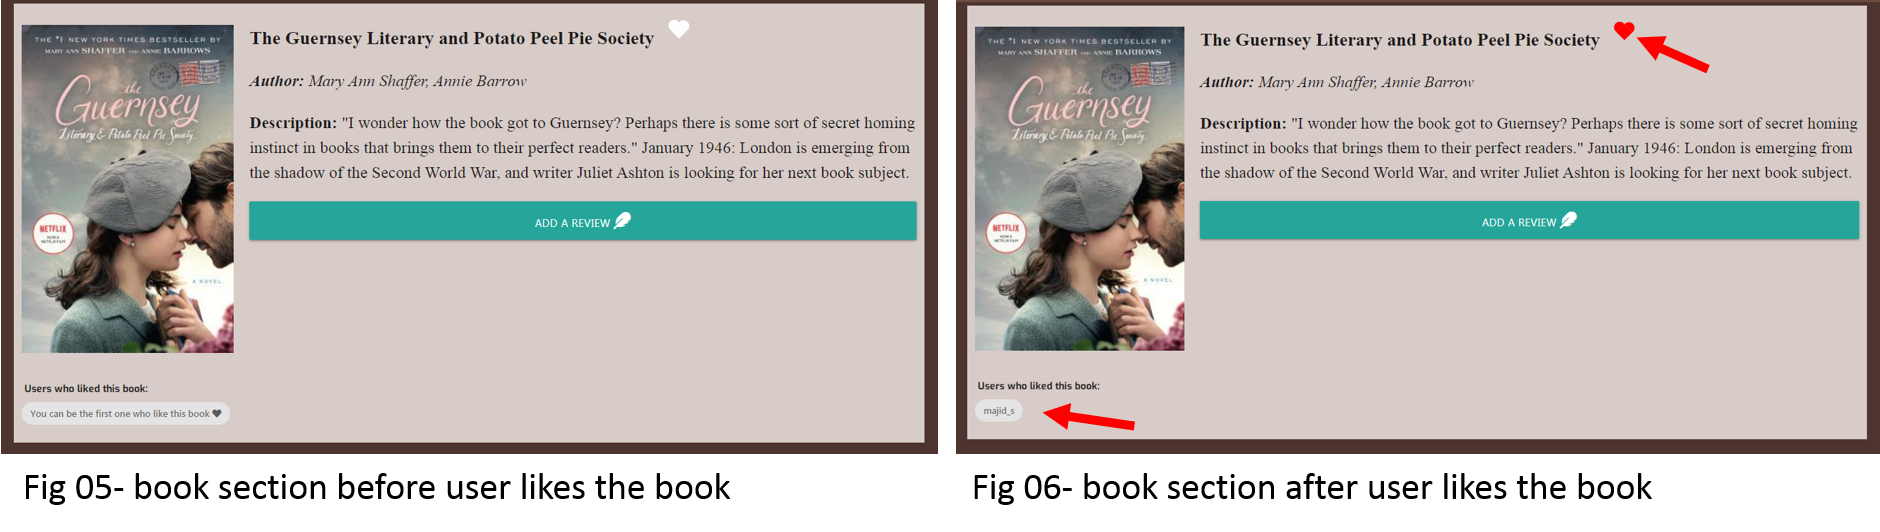 THE #1 NEW YORK TIMES BESTSELLER BY
MARY ANN SHAFFER AND ANNIE BARROWS
the
Guernsey
Literary & Potato Peel Pie Society
NETFLIX
NOW A
NETFLIX FILM
A NOVEL
The Guernsey Literary and Potato Peel Pie Society
Author: Mary Ann Shaffer, Annie Barrow
Description: "I wonder how the book got to Guernsey? Perhaps there is some sort of secret homing
instinct in books that brings them to their perfect readers." January 1946: London is emerging from
the shadow of the Second World War, and writer Juliet Ashton is looking for her next book subject.
ADD A REVIEW
Users who liked this book:
You can be the first one who like this book
Fig 05- book section before user likes the book
THE #1 NEW YORK TIMES BESTSELLER BY
MARY ANN SHAFFER AND ANNIE BARROWS
the
Guernsey
Literary & Potato Peel Pie Society
NETFLIX
NOW A
NETFLIX FILM
A NOVEL
The Guernsey Literary and Potato Peel Pie Society
Author: Mary Ann Shaffer, Annie Barrow
Description: "I wonder how the book got to Guernsey? Perhaps there is some sort of secret homing
instinct in books that brings them to their perfect readers." January 1946: London is emerging from
the shadow of the Second World War, and writer Juliet Ashton is looking for her next book subject.
ADD A REVIEW
Users who liked this book:
majid_s
Fig 06- book section after user likes the book